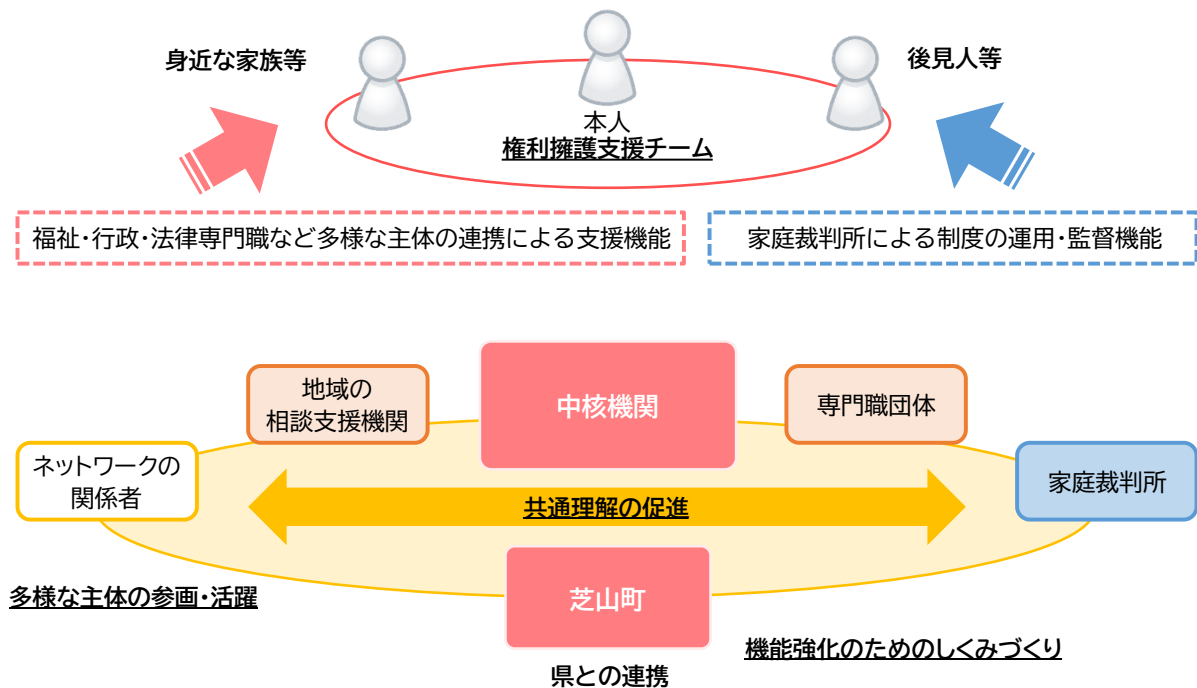 身近な家族等
後見人等
本人
権利擁護支援チーム
福祉・行政・法律専門職など多様な主体の連携による支援機能
家庭裁判所による制度の運用・監督機能
地域の
相談支援機関
中核機関
専門職団体
ネットワークの
関係者
家庭裁判所
共通理解の促進
多様な主体の参画・活躍
芝山町
機能強化のためのしくみづくり
県との連携